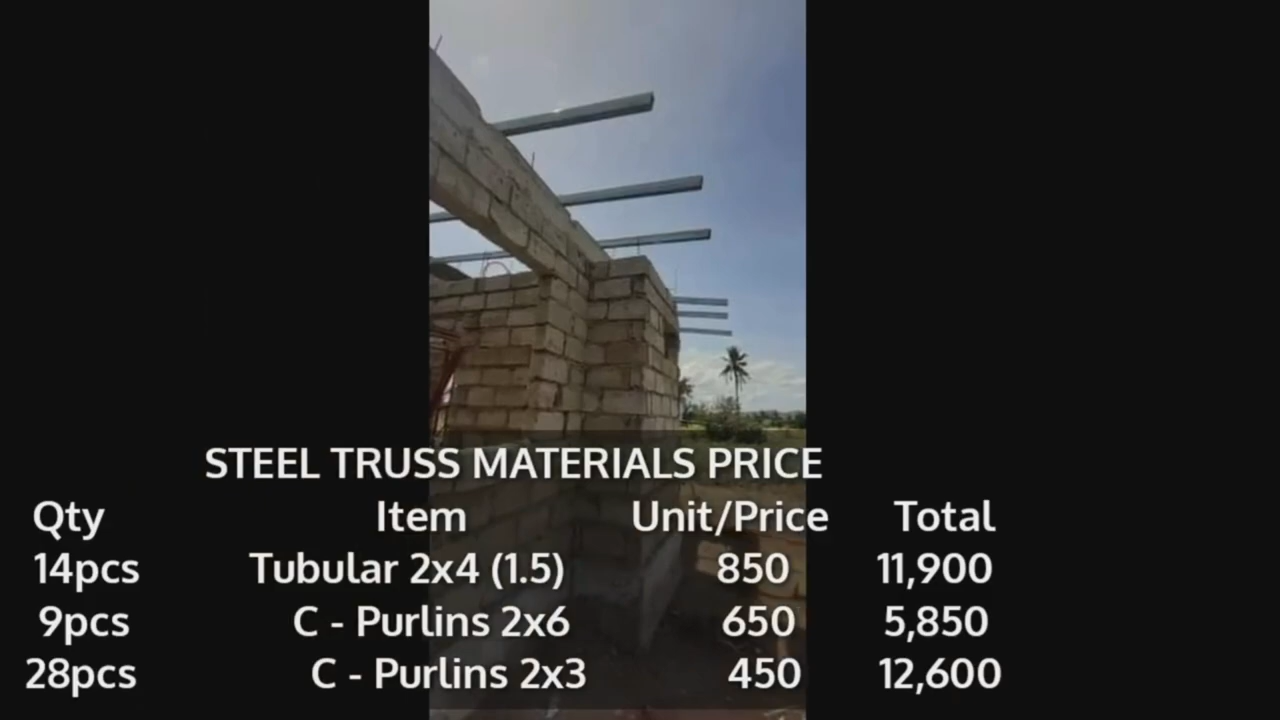 STEEL TRUSS MATERIALS PRICE
Qty Item Unit/Price Total
14pcs Tubular 2x4 (1.5) 850 11,900
9pcs C - Purlins 2x6 650 5,850
28pcs C - Purlins 2x3 450 12,600